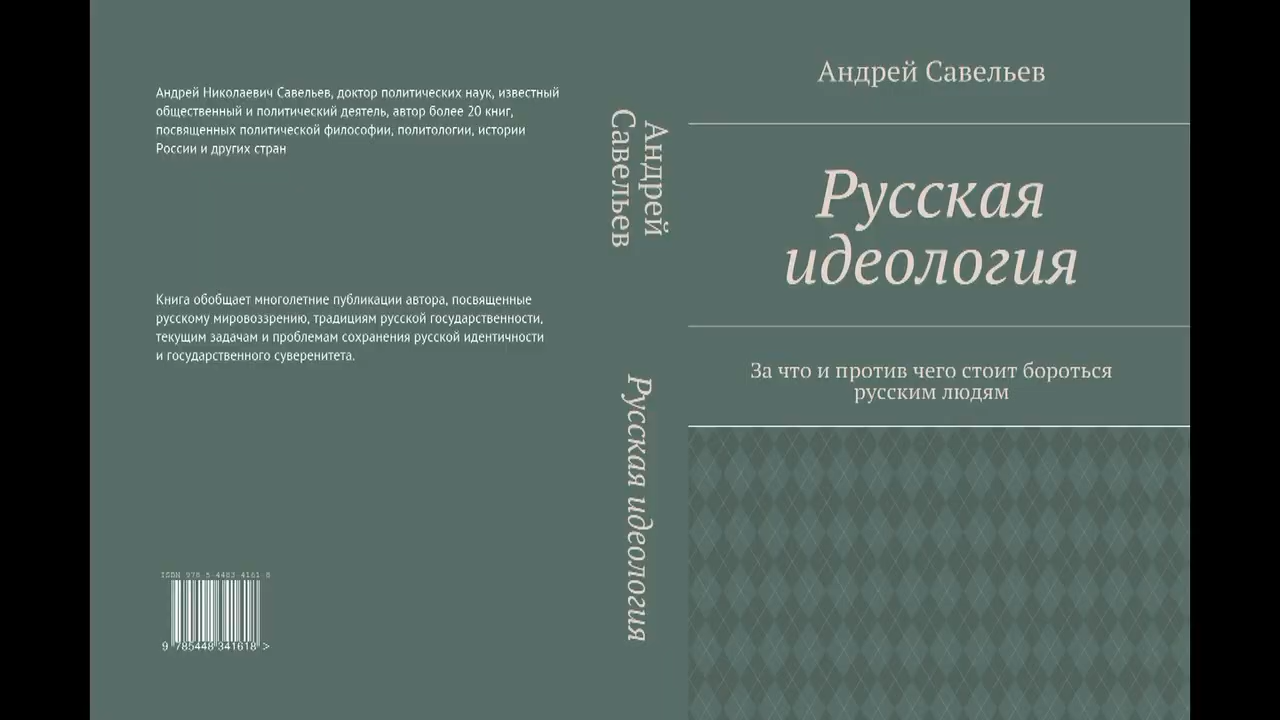 Андрей Николаевич Савельев, доктор политических наук, известный
общественный и политический деятель, автор более 20 книг,
посвященных политической философии, политологии, истории
России и других стран
Книга обобщает многолетние публикации автора, посвященные
русскому мировоззрению, традициям русской государственности,
текущим задачам и проблемам сохранения русской идентичности
и государственного суверенитета.
ISBN 978 5 4483 4161 8
9 785448 341618 >
Андрей
Савельев
Русская идеология
Андрей Савельев
Русская
идеология
За что и против чего стоит бороться
русским людям